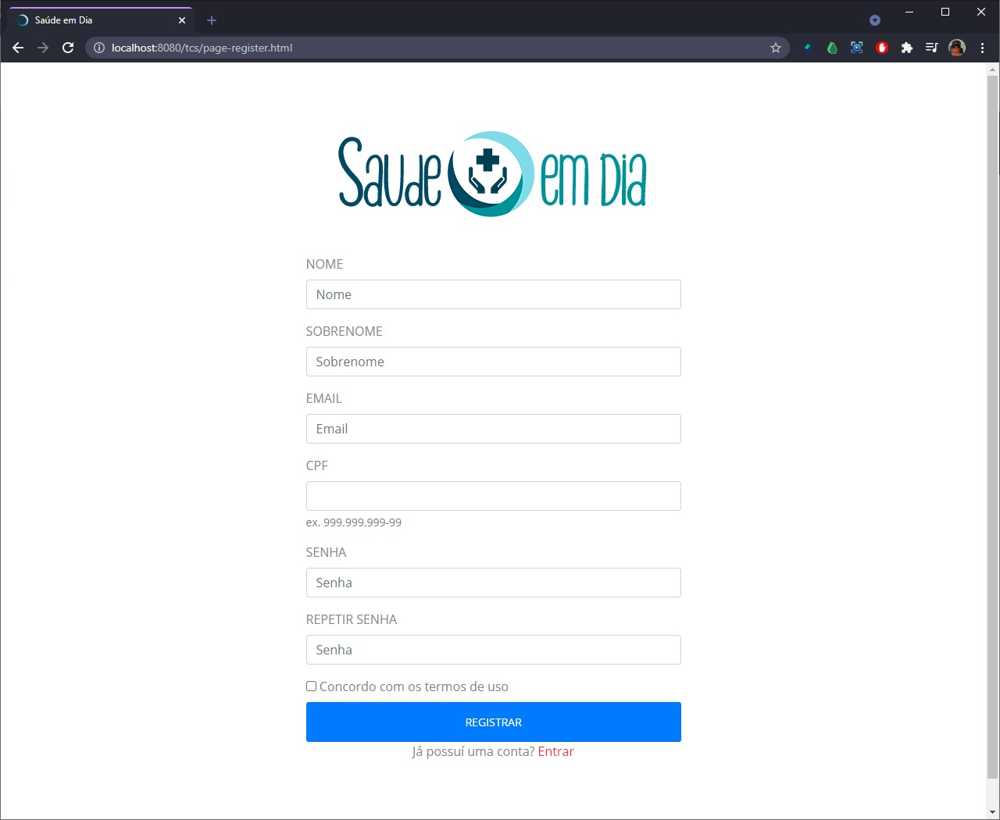 Saúde em Dia
localhost:8080/tcs/page-register.html
Saude em Dia
NOME
Nome
SOBRENOME
Sobrenome
EMAIL
Email
CPF
ex. 999.999.999-99
SENHA
Senha
REPETIR SENHA
Senha
Concordo com os termos de uso
REGISTRAR
Já possuí uma conta? Entrar